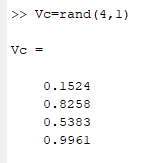 >> Vc=rand(4,1)
Vc =
0.1524
0.8258
0.5383
0.9961